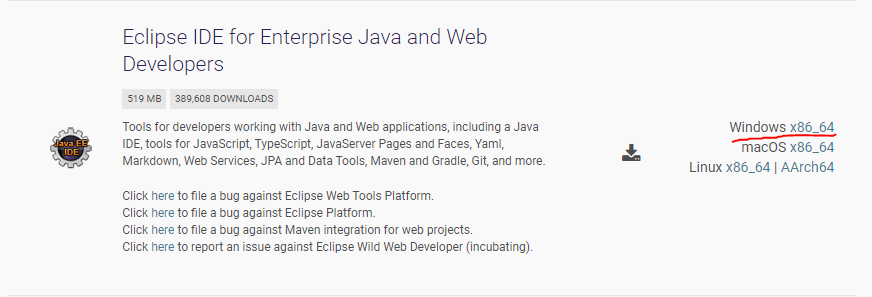 Eclipse IDE for Enterprise Java and Web
Developers
519 MB 389,608 DOWNLOADS
Java EE
IDE
Tools for developers working with Java and Web applications, including a Java
IDE, tools for JavaScript, TypeScript, JavaServer Pages and Faces, Yaml,
Markdown, Web Services, JPA and Data Tools, Maven and Gradle, Git, and more.
Click here to file a bug against Eclipse Web Tools Platform.
Click here to file a bug against Eclipse Platform.
Click here to file a bug against Maven integration for web projects.
Click here to report an issue against Eclipse Wild Web Developer (incubating).
Windows x86_64
macOS x86_64
Linux x86_64 | AArch64